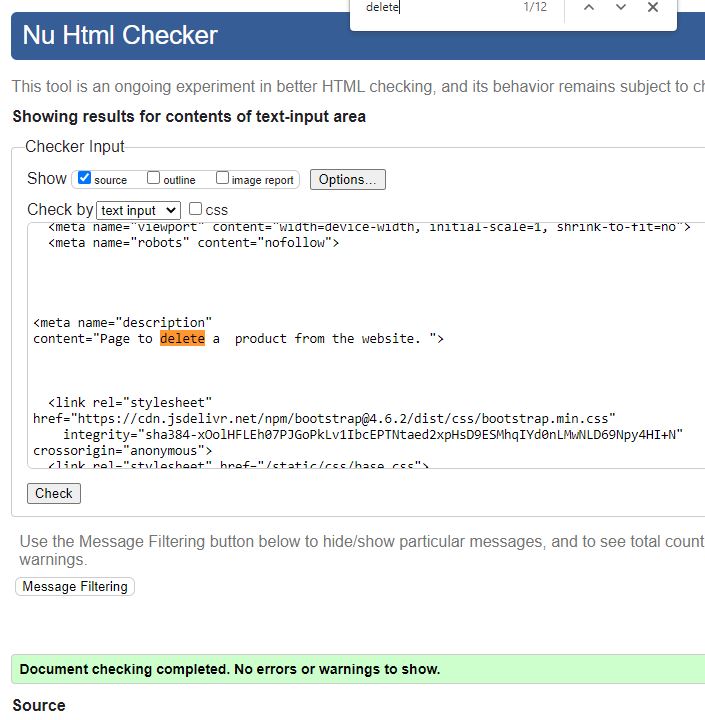 delete 1/12
Nu Html Checker
This tool is an ongoing experiment in better HTML checking, and its behavior remains subject to
Showing results for contents of text-input area
Checker Input
Show source outline image report Options...
Check by text input css
<meta name="viewport" content="width=device-width, initial-scale=1, shrink-to-fit=no">
<meta name="robots" content="nofollow">
<meta name="description"
content="Page to delete a  product from the website. ">
<link rel="stylesheet"
href="https://cdn.jsdelivr.net/npm/bootstrap@4.6.2/dist/css/bootstrap.min.css"
integrity="sha384-xOolHFLEh07PJGoPkLv1IbcEPTNtaed2xpHsD9ESMhqIYd0nLMwNLD69Npy4HI+N"
crossorigin="anonymous">
<link rel="stylesheet" href="/static/css/base.css">
Check
Use the Message Filtering button below to hide/show particular messages, and to see total count
warnings.
Message Filtering
Document checking completed. No errors or warnings to show.
Source